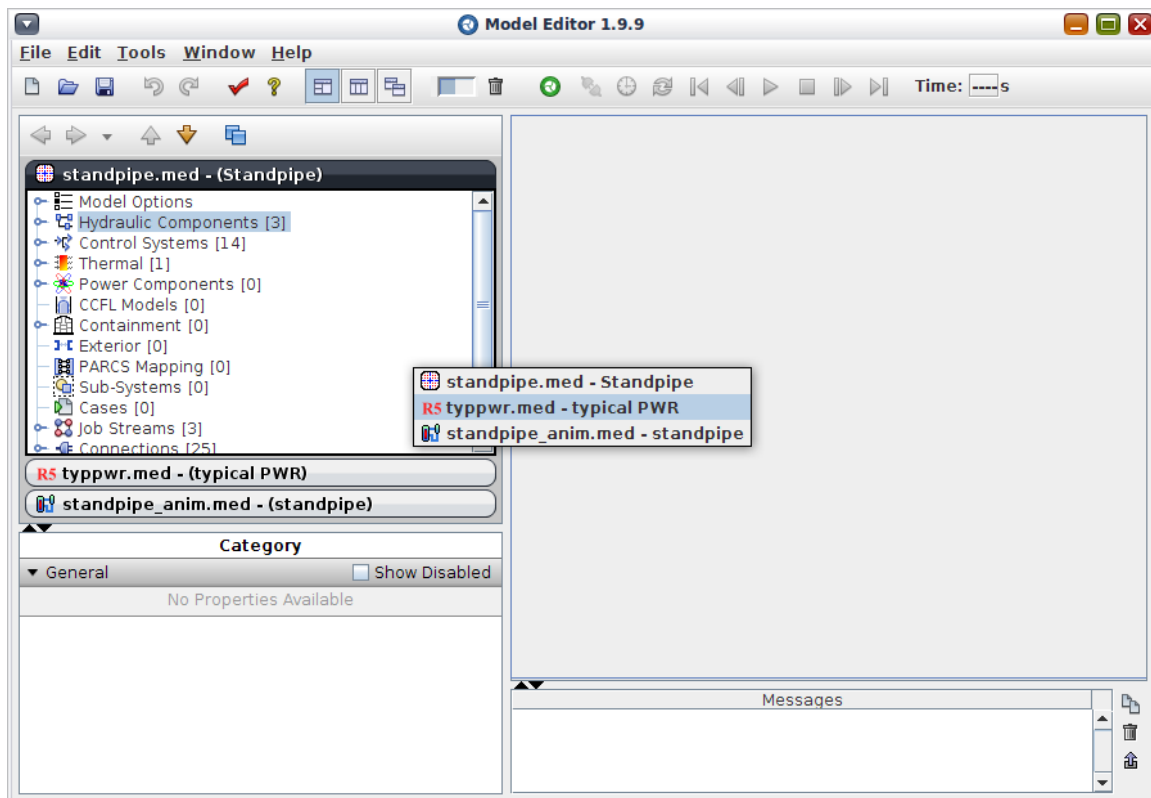 Model Editor 1.9.9
File Edit Tools Window Help
Time: ---- s
standpipe.med - (Standpipe)
Model Options
Hydraulic Components [3]
Control Systems [14]
Thermal [1]
Power Components [0]
CCFL Models [0]
Containment [0]
Exterior [0]
PARCS Mapping [0]
Sub-Systems [0]
Cases [0]
Job Streams [3]
Connections [25]
standpipe.med - Standpipe
R5 typpwr.med - typical PWR
standpipe_anim.med - standpipe
R5 typpwr.med - (typical PWR)
standpipe_anim.med - (standpipe)
Category
General Show Disabled
No Properties Available
Messages